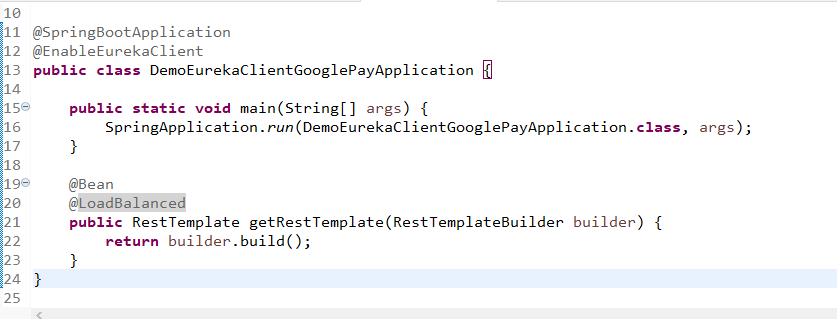 10
11 @SpringBootApplication
12 @EnableEurekaClient
13 public class DemoEurekaClientGooglePayApplication {
14
15 public static void main(String[] args) {
16 SpringApplication.run(DemoEurekaClientGooglePayApplication.class, args);
17 }
18
19 @Bean
20 @LoadBalanced
21 public RestTemplate getRestTemplate(RestTemplateBuilder builder) {
22 return builder.build();
23 }
24 }
25